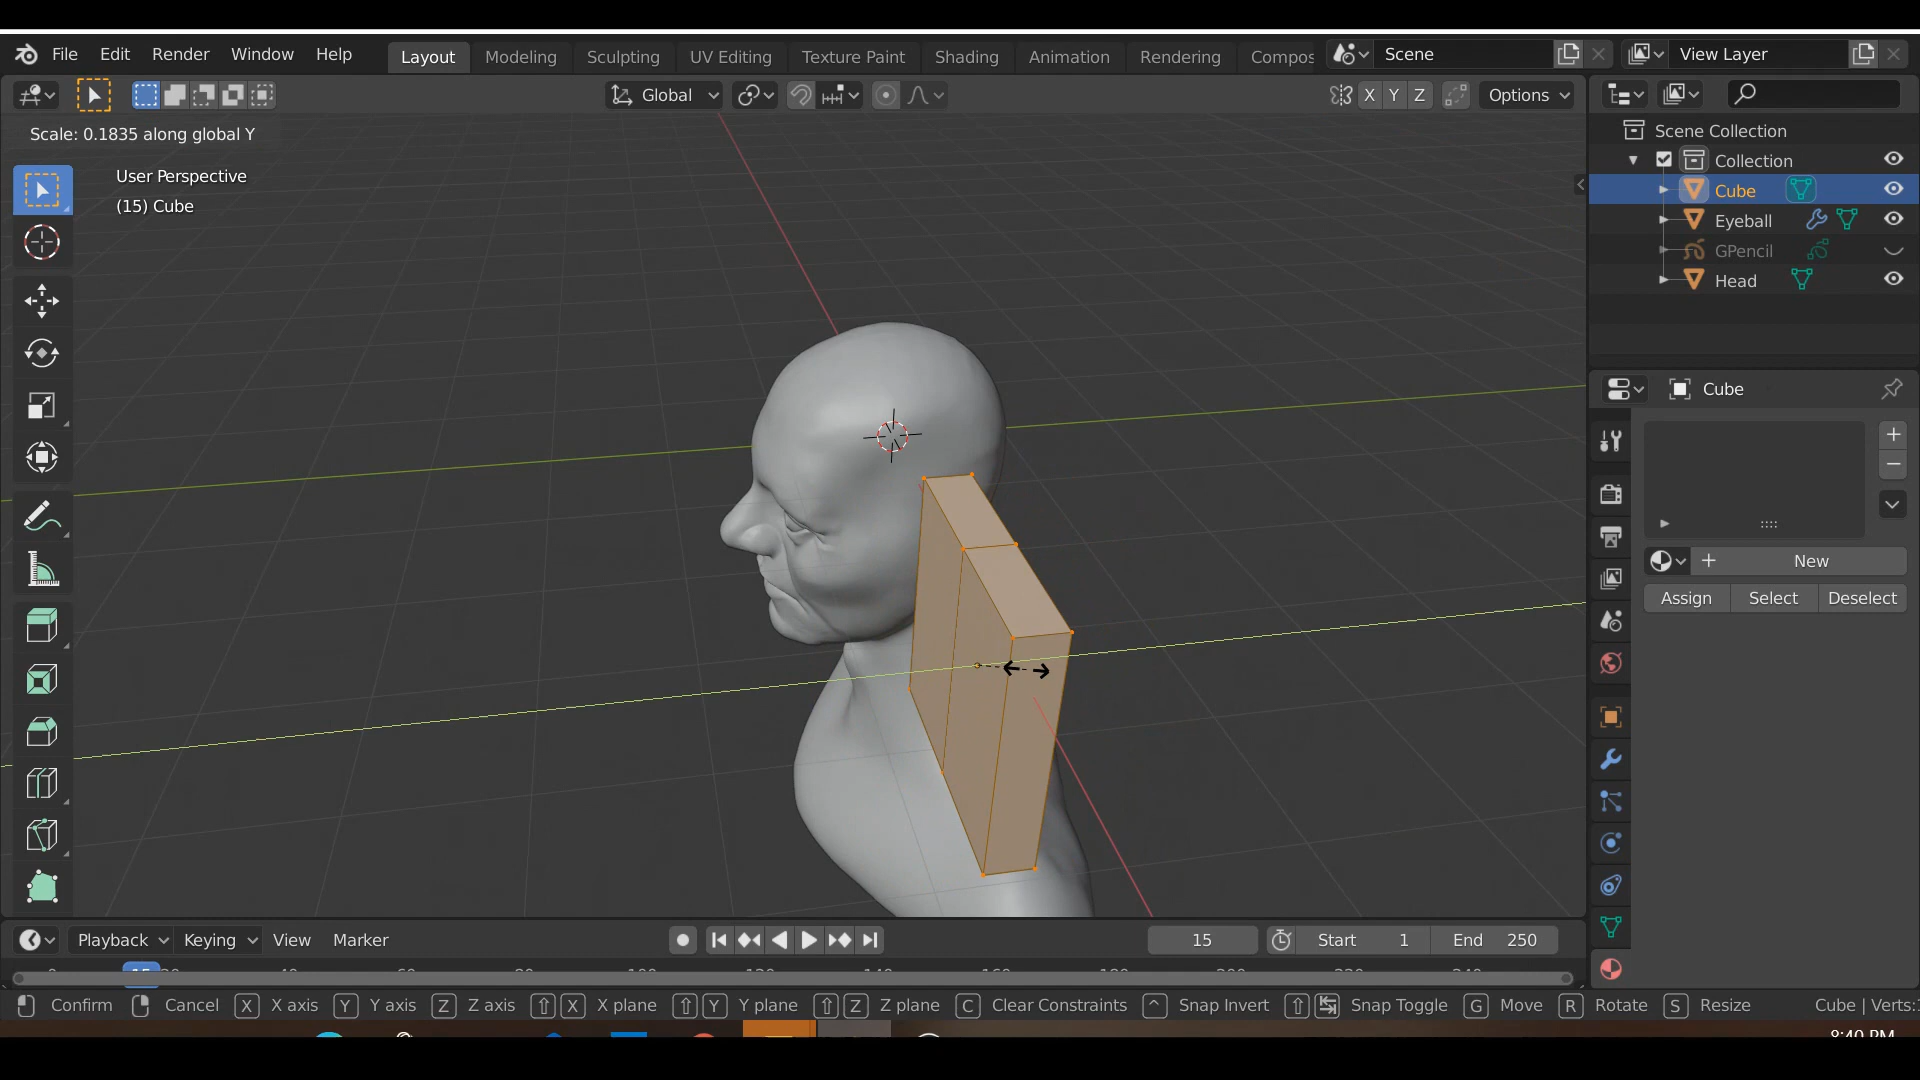 File Edit Render Window Help Layout Modeling Sculpting UV Editing Texture Paint Shading Animation Rendering Compos Scene View Layer
Global X Y Z Options
Scale: 0.1835 along global Y
User Perspective
(15) Cube
Scene Collection
Collection
Cube
Eyeball
GPencil
Head
Cube
New
Assign Select Deselect
Playback Keying View Marker 15 Start 1 End 250
Confirm Cancel X X axis Y Y axis Z Z axis X X plane Y Y plane Z Z plane C Clear Constraints ^ Snap Invert Snap Toggle G Move R Rotate S Resize Cube | Verts:
8:40 PM